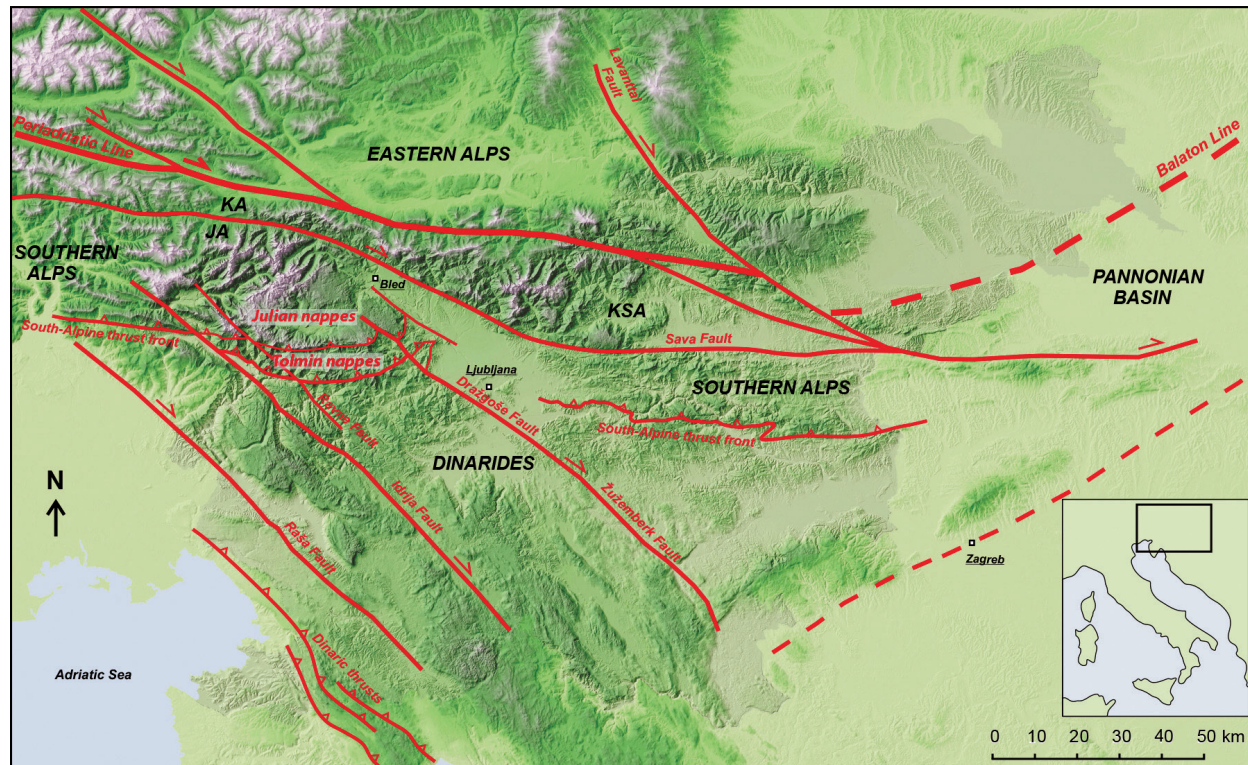 Lavanttal
Fault
Periadriatic Line
EASTERN ALPS
Balaton Line
KA
JA
SOUTHERN
ALPS
Bled
PANNONIAN
BASIN
KSA
Julian nappes
South-Alpine thrust front
Sava Fault
Tolmin nappes
Ljubljana
SOUTHERN ALPS
Dražgoše Fault
Ravne Fault
South-Alpine thrust front
DINARIDES
N
Idrija Fault
Žužemberk Fault
Raša Fault
Zagreb
Dinaric thrusts
Adriatic Sea
0 10 20 30 40 50 km